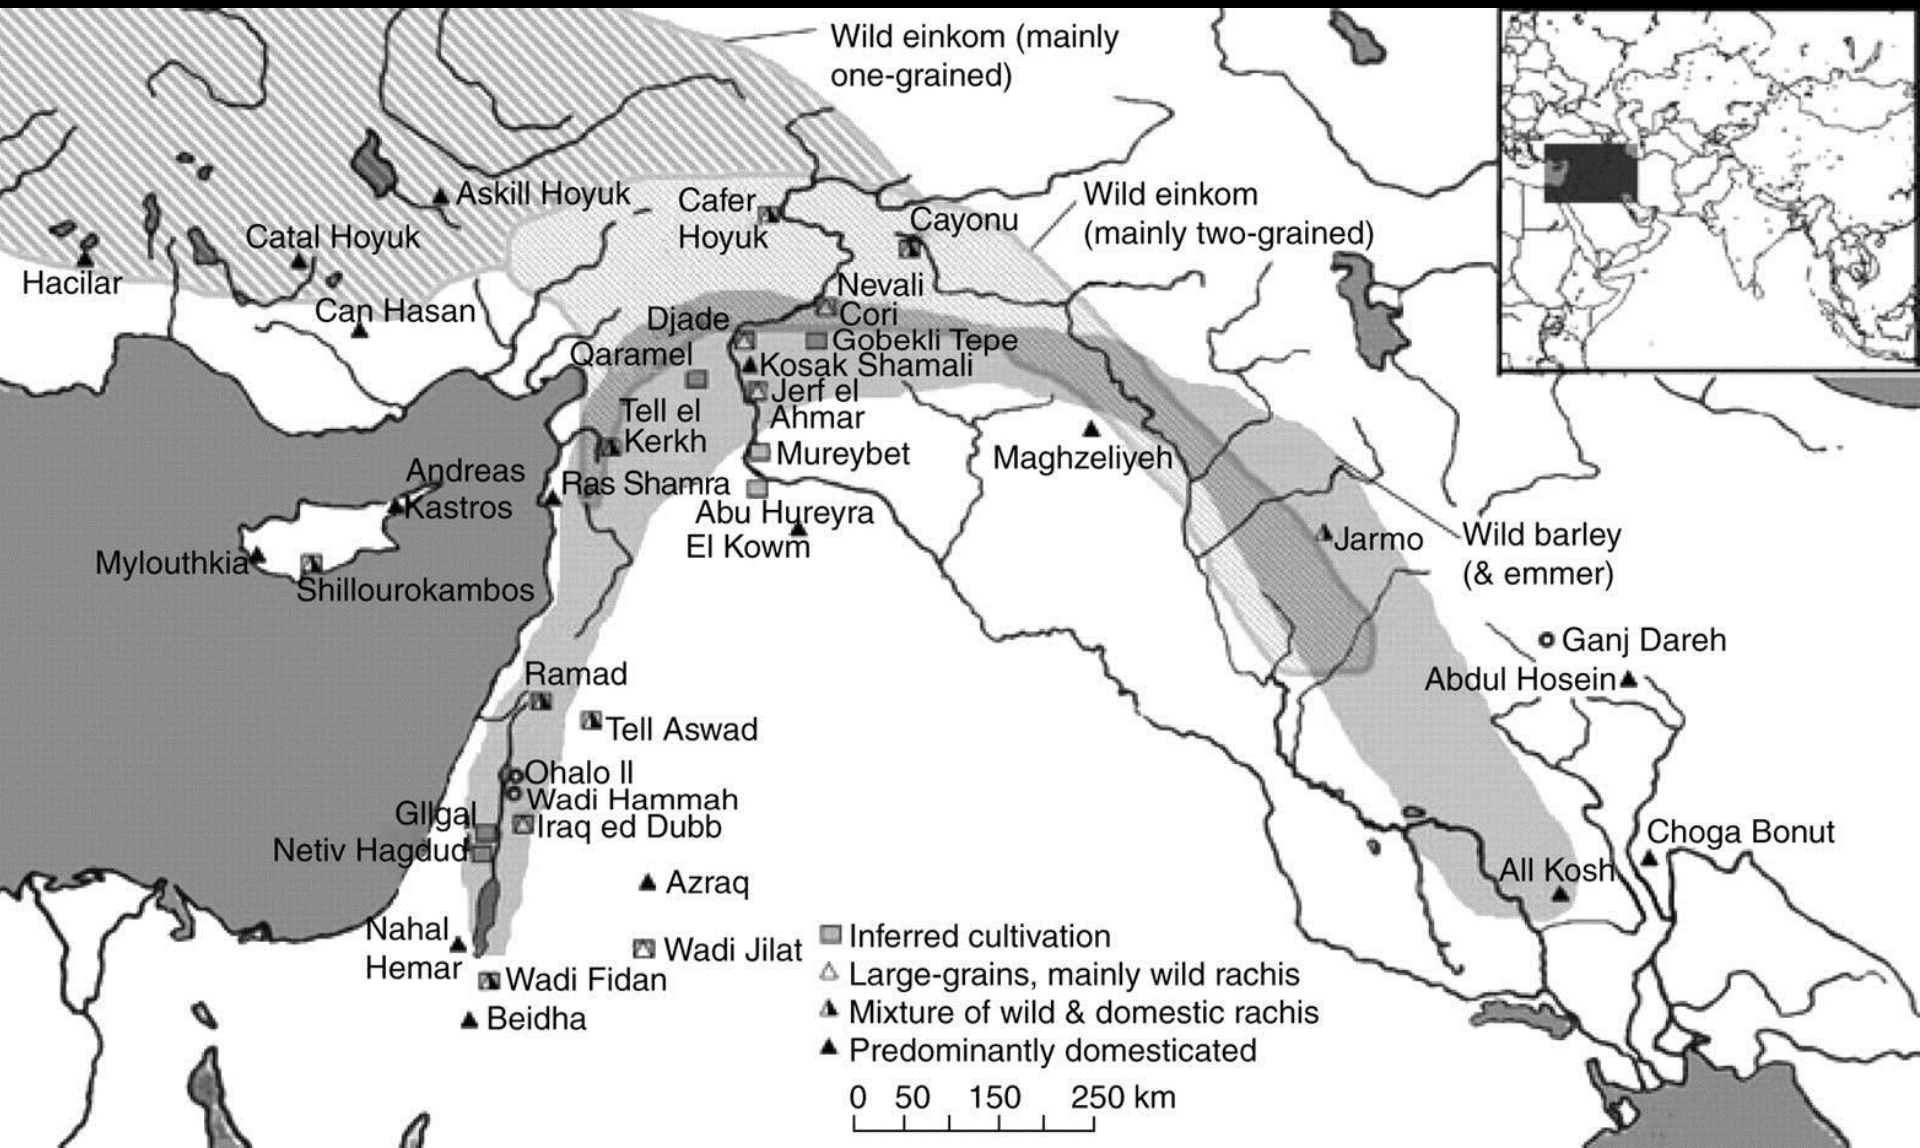 Wild einkom (mainly
one-grained)
Askill Hoyuk
Cafer
Hoyuk
Wild einkom
(mainly two-grained)
Cayonu
Catal Hoyuk
Hacilar
Can Hasan
Nevali
Cori
Djade
Gobekli Tepe
Qaramel
Kosak Shamali
Jerf el
Ahmar
Tell el
Kerkh
Mureybet
Maghzeliyeh
Andreas
Kastros
Ras Shamra
Abu Hureyra
El Kowm
Jarmo
Wild barley
(& emmer)
Mylouthkia
Shillourokambos
Ganj Dareh
Abdul Hosein
Ramad
Tell Aswad
Ohalo ll
Wadi Hammah
Gllgal
Iraq ed Dubb
Netiv Hagdud
Choga Bonut
All Kosh
Azraq
Nahal
Hemar
Wadi Jilat
Wadi Fidan
Beidha
Inferred cultivation
Large-grains, mainly wild rachis
Mixture of wild & domestic rachis
Predominantly domesticated
0 50 150 250 km